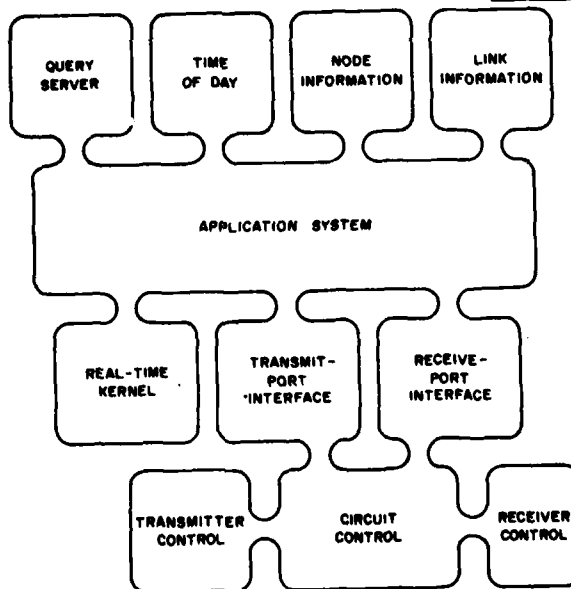 QUERY
SERVER
TIME
OF DAY
NODE
INFORMATION
LINK
INFORMATION
APPLICATION SYSTEM
REAL-TIME
KERNEL
TRANSMIT-
PORT
INTERFACE
RECEIVE-
PORT
INTERFACE
TRANSMITTER
CONTROL
CIRCUIT
CONTROL
RECEIVER
CONTROL